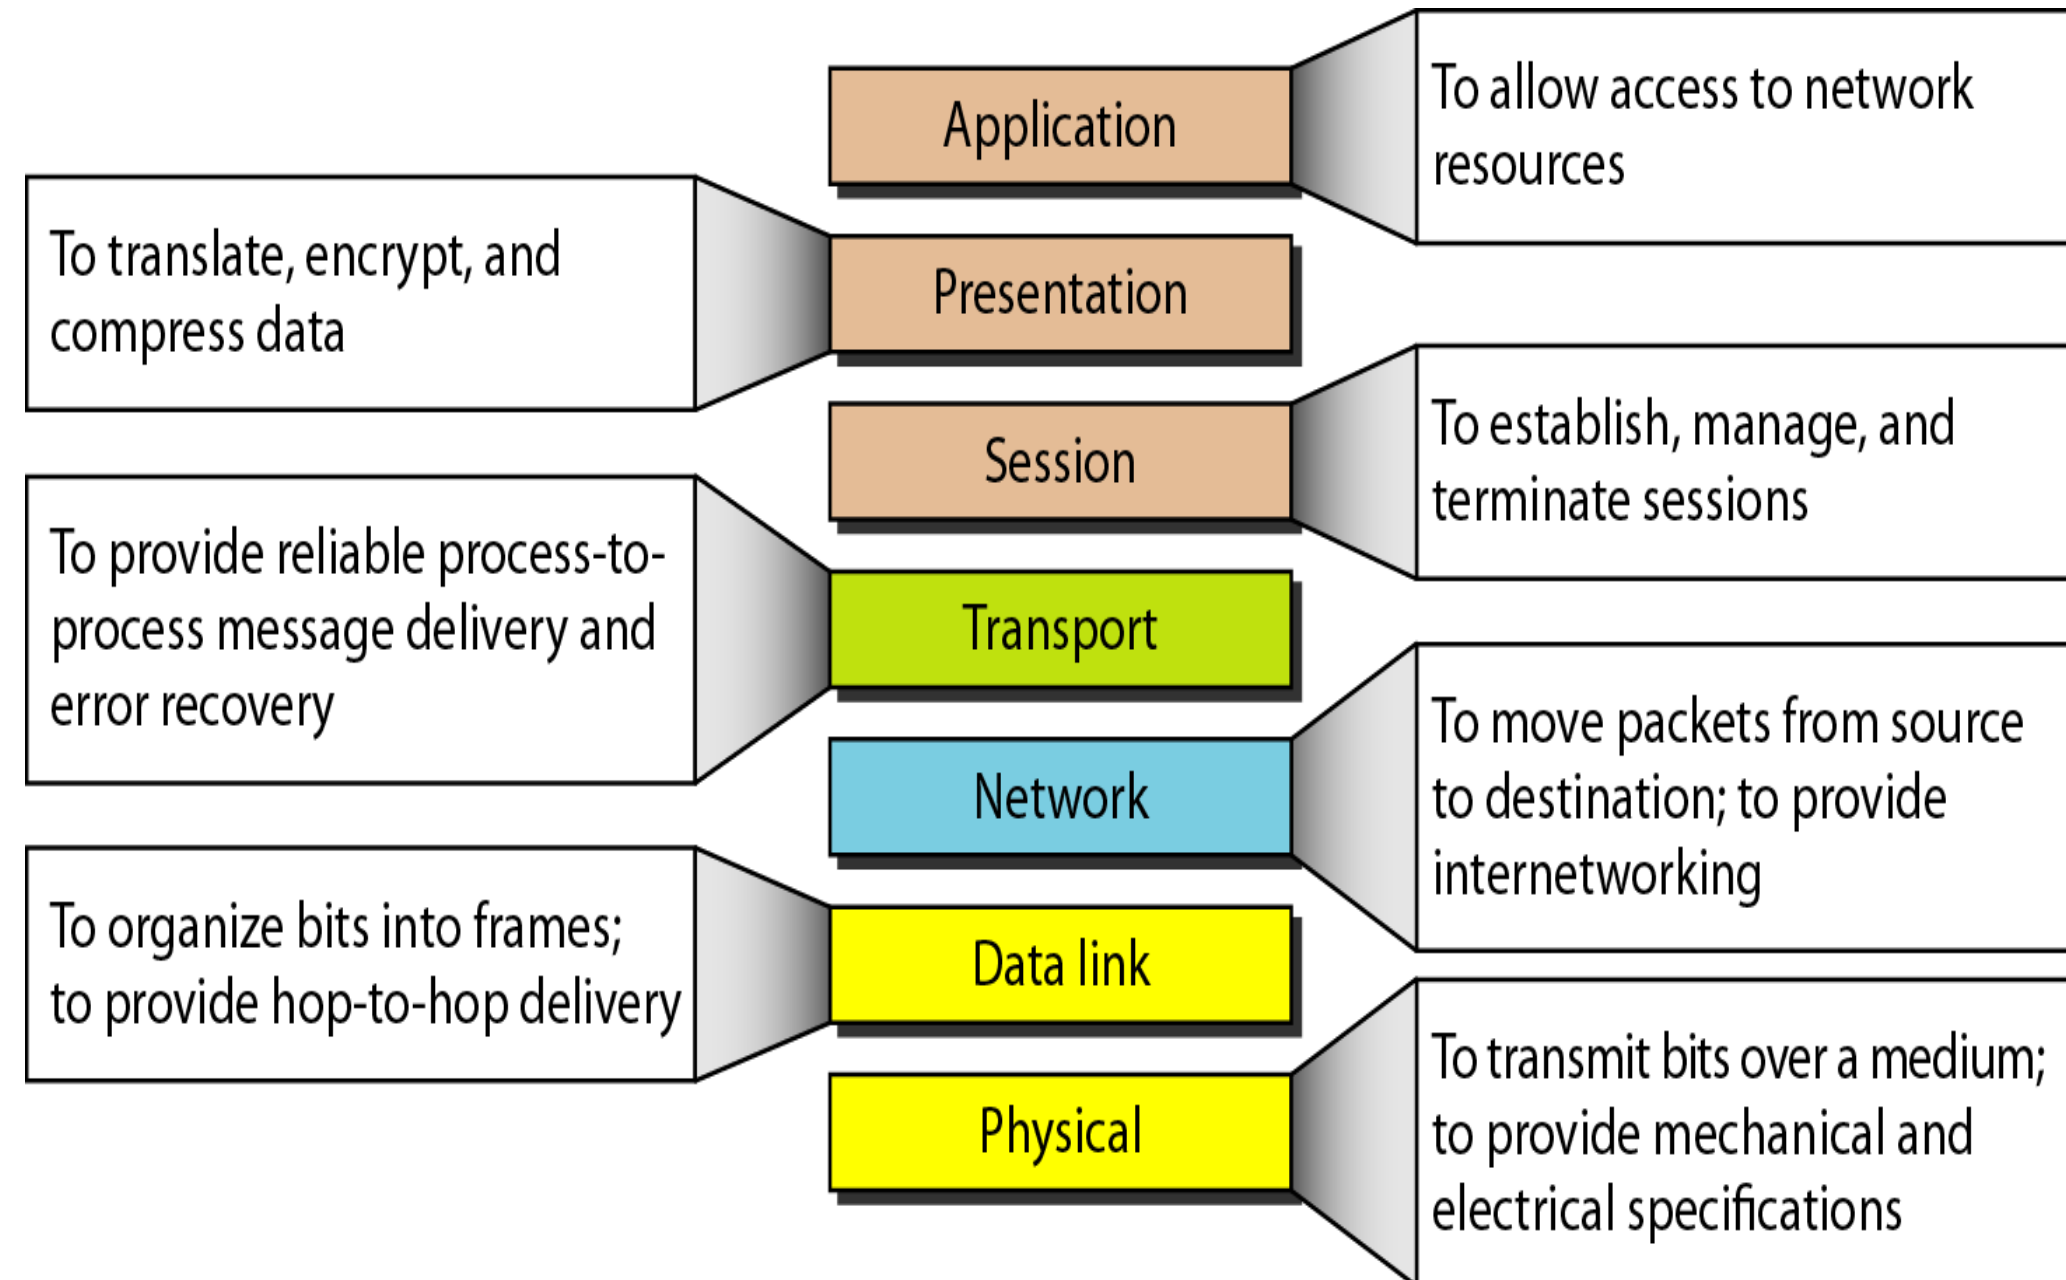 Application
To allow access to network
resources
To translate, encrypt, and
compress data
Presentation
Session
To establish, manage, and
terminate sessions
To provide reliable process-to-
process message delivery and
error recovery
Transport
Network
To move packets from source
to destination; to provide
internetworking
To organize bits into frames;
to provide hop-to-hop delivery
Data link
Physical
To transmit bits over a medium;
to provide mechanical and
electrical specifications